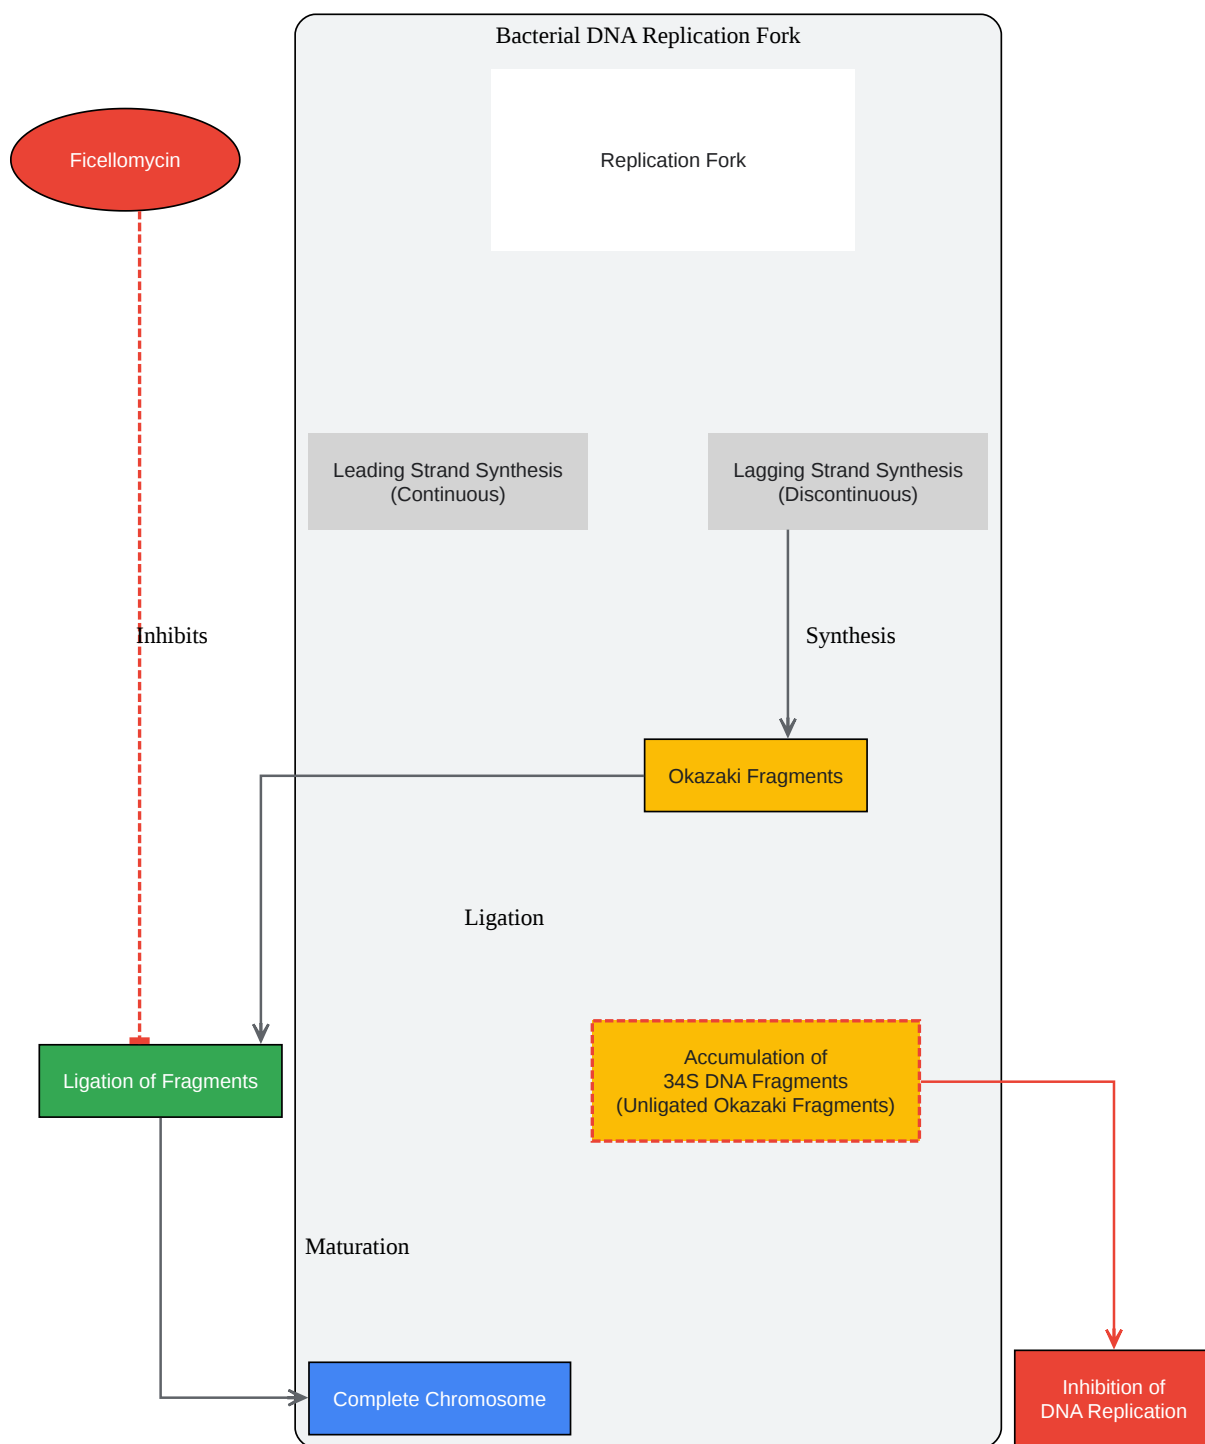 Bacterial DNA Replication Fork
Ficellomycin
Replication Fork
Leading Strand Synthesis
(Continuous)
Lagging Strand Synthesis
(Discontinuous)
Inhibits
Synthesis
Okazaki Fragments
Ligation
Accumulation of
34S DNA Fragments
(Unligated Okazaki Fragments)
Ligation of Fragments
Maturation
Complete Chromosome
Inhibition of
DNA Replication